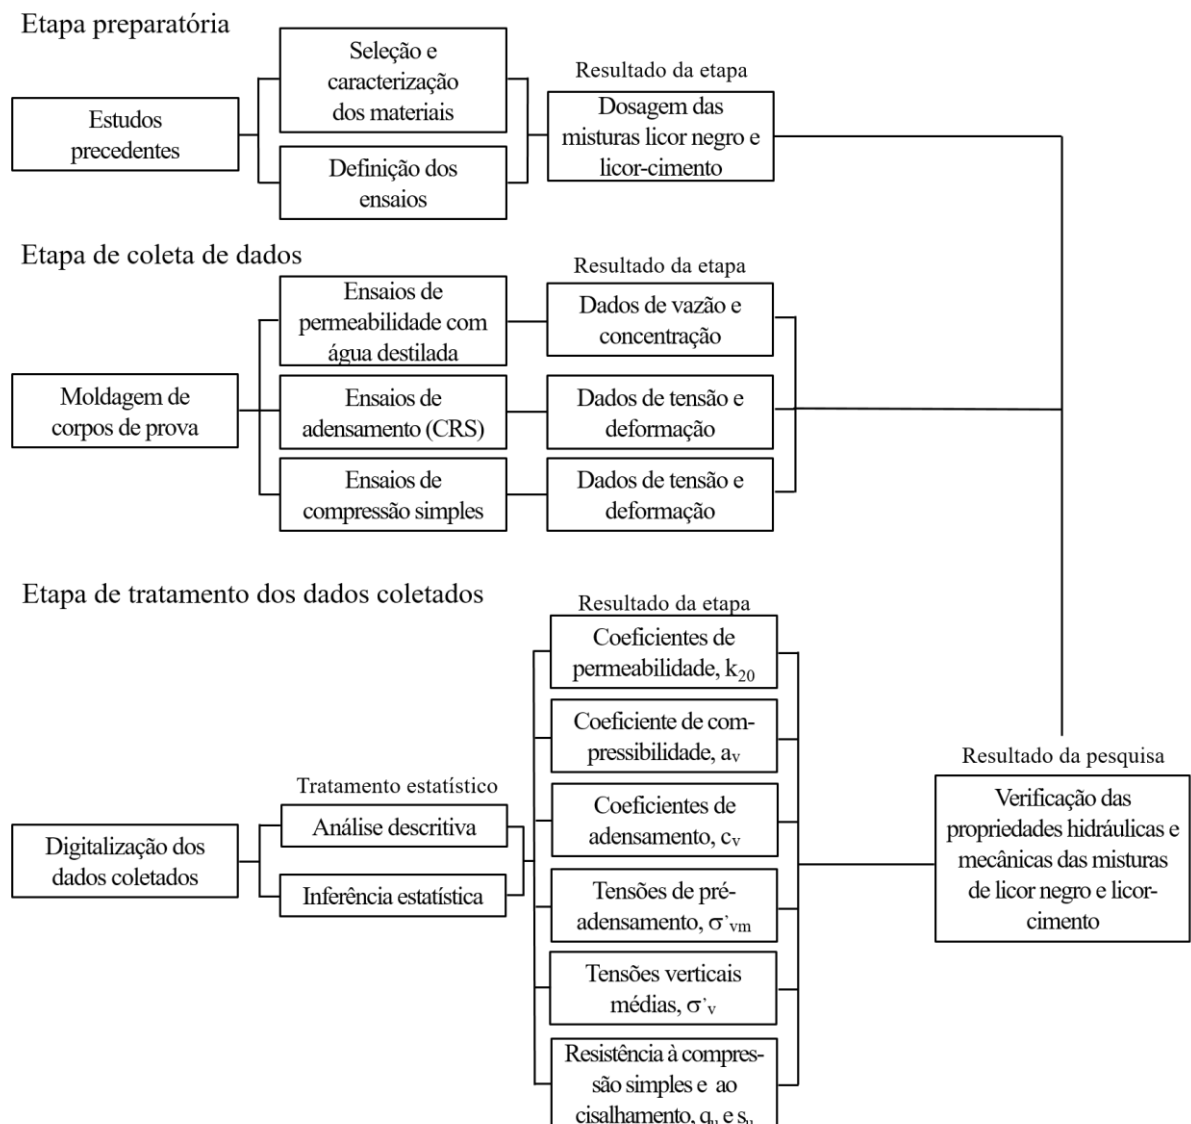 Etapa preparatória
Estudos
precedentes
Seleção e
caracterização
dos materiais
Definição dos
ensaios
Resultado da etapa
Dosagem das
misturas licor negro e
licor-cimento
Etapa de coleta de dados
Moldagem de
corpos de prova
Ensaios de
permeabilidade com
água destilada
Ensaios de
adensamento (CRS)
Ensaios de
compressão simples
Resultado da etapa
Dados de vazão e
concentração
Dados de tensão e
deformação
Dados de tensão e
deformação
Etapa de tratamento dos dados coletados
Digitalização dos
dados coletados
Tratamento estatístico
Análise descritiva
Inferência estatística
Resultado da etapa
Coeficientes de
permeabilidade, k₂₀
Coeficiente de com-
pressibilidade, aᵥ
Coeficientes de
adensamento, cᵥ
Tensões de pré-
adensamento, σ'vm
Tensões verticais
médias, σ'v
Resistência à compres-
são simples e ao
cisalhamento, qᵤ e sᵤ
Resultado da pesquisa
Verificação das
propriedades hidráulicas e
mecânicas das misturas
de licor negro e licor-
cimento